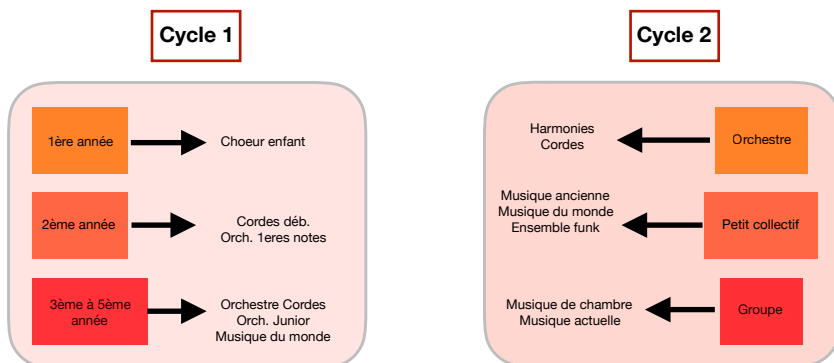 Cycle 1
1ère année
Choeur enfant
2ème année
Cordes déb.
Orch. 1eres notes
3ème à 5ème
année
Orchestre Cordes
Orch. Junior
Musique du monde
Cycle 2
Harmonies
Cordes
Orchestre
Musique ancienne
Musique du monde
Ensemble funk
Petit collectif
Musique de chambre
Musique actuelle
Groupe